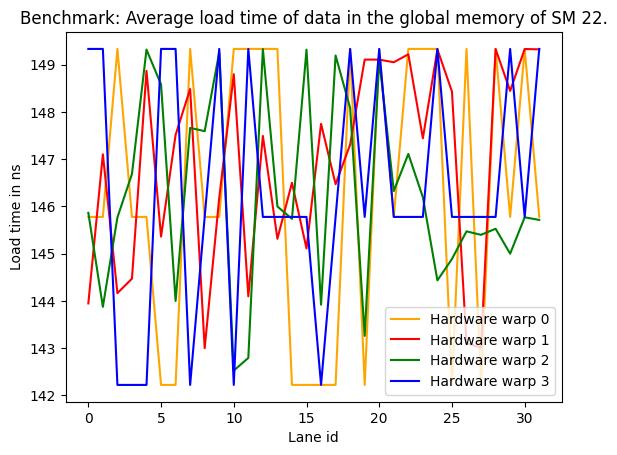 Benchmark: Average load time of data in the global memory of SM 22.
149
148
147
146
145
144
143
142
Load time in ns
0
5
10
15
20
25
30
Lane id
Hardware warp 0
Hardware warp 1
Hardware warp 2
Hardware warp 3